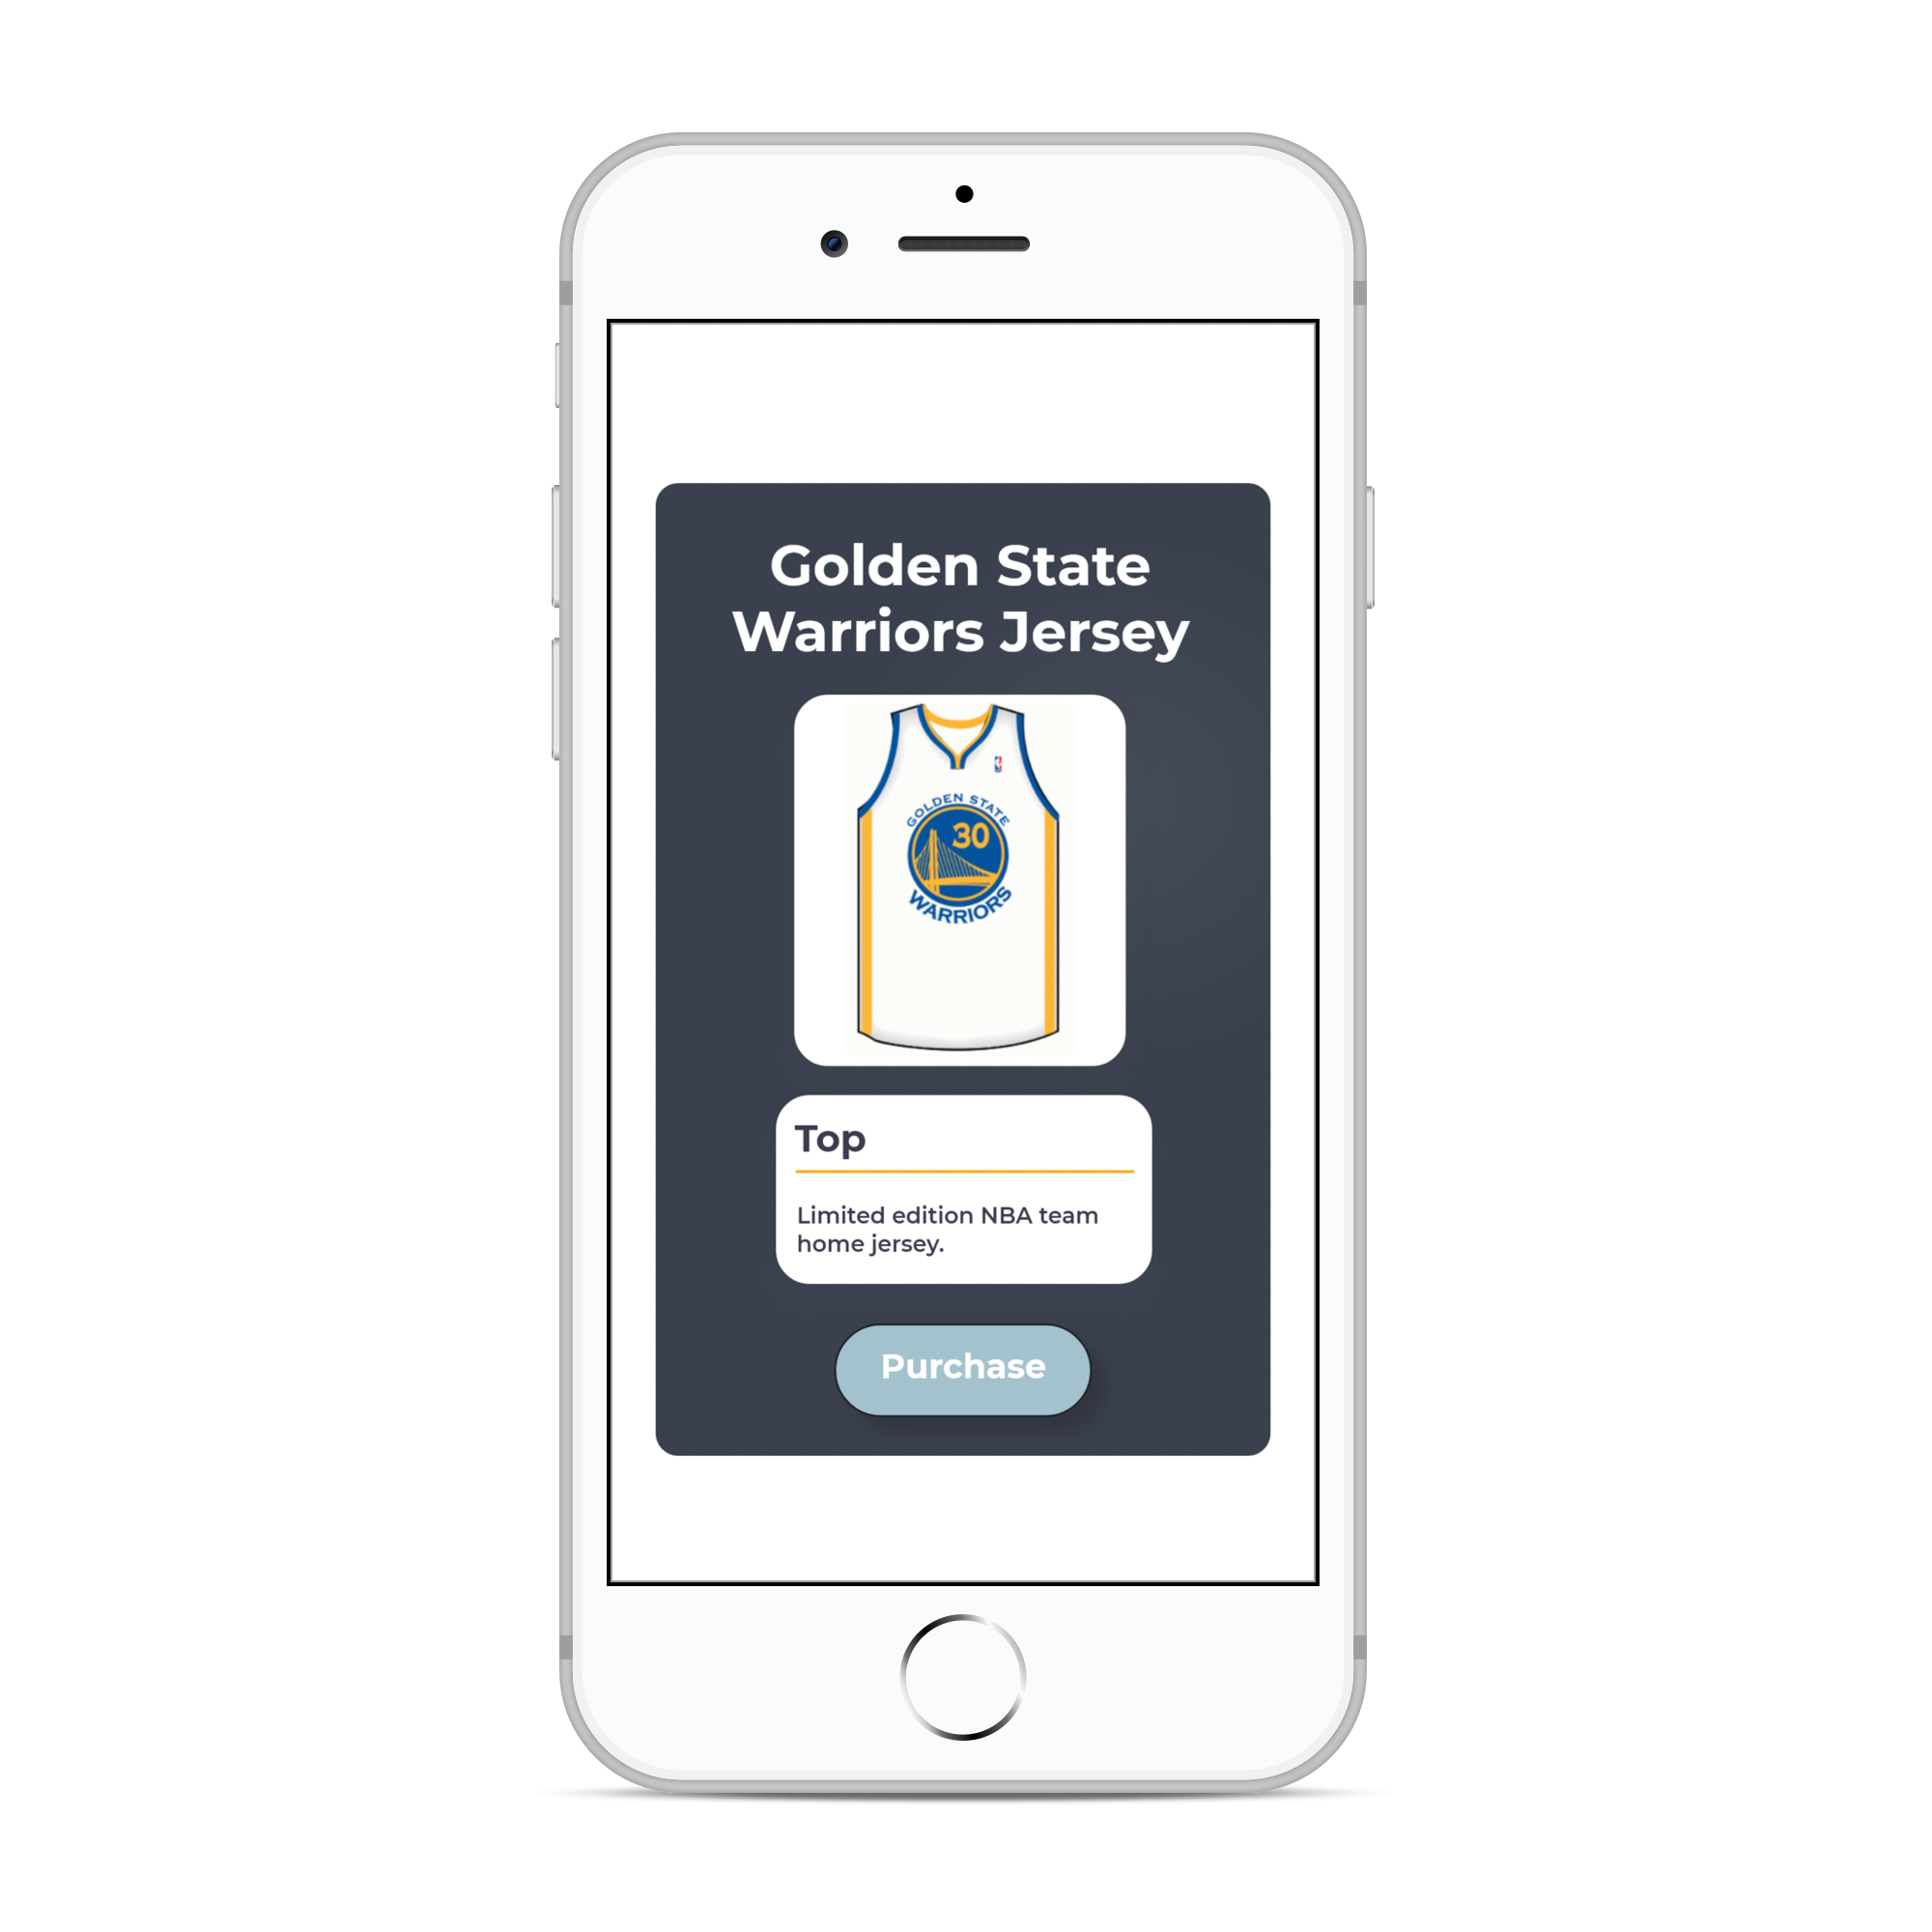 Golden State
Warriors Jersey
GOLDEN STATE
30
WARRIORS
Top
Limited edition NBA team
home jersey.
Purchase